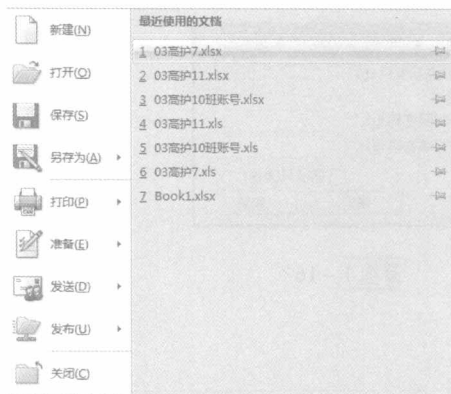 新建(N)
打开(O)
保存(S)
另存为(A)
打印(P)
准备(E)
发送(D)
发布(U)
关闭(C)
最近使用的文档
1 03高护7.xlsx
2 03高护11.xlsx
3 03高护10班账号.xlsx
4 03高护11.xls
5 03高护10班账号.xls
6 03高护7.xls
7 Book1.xlsx